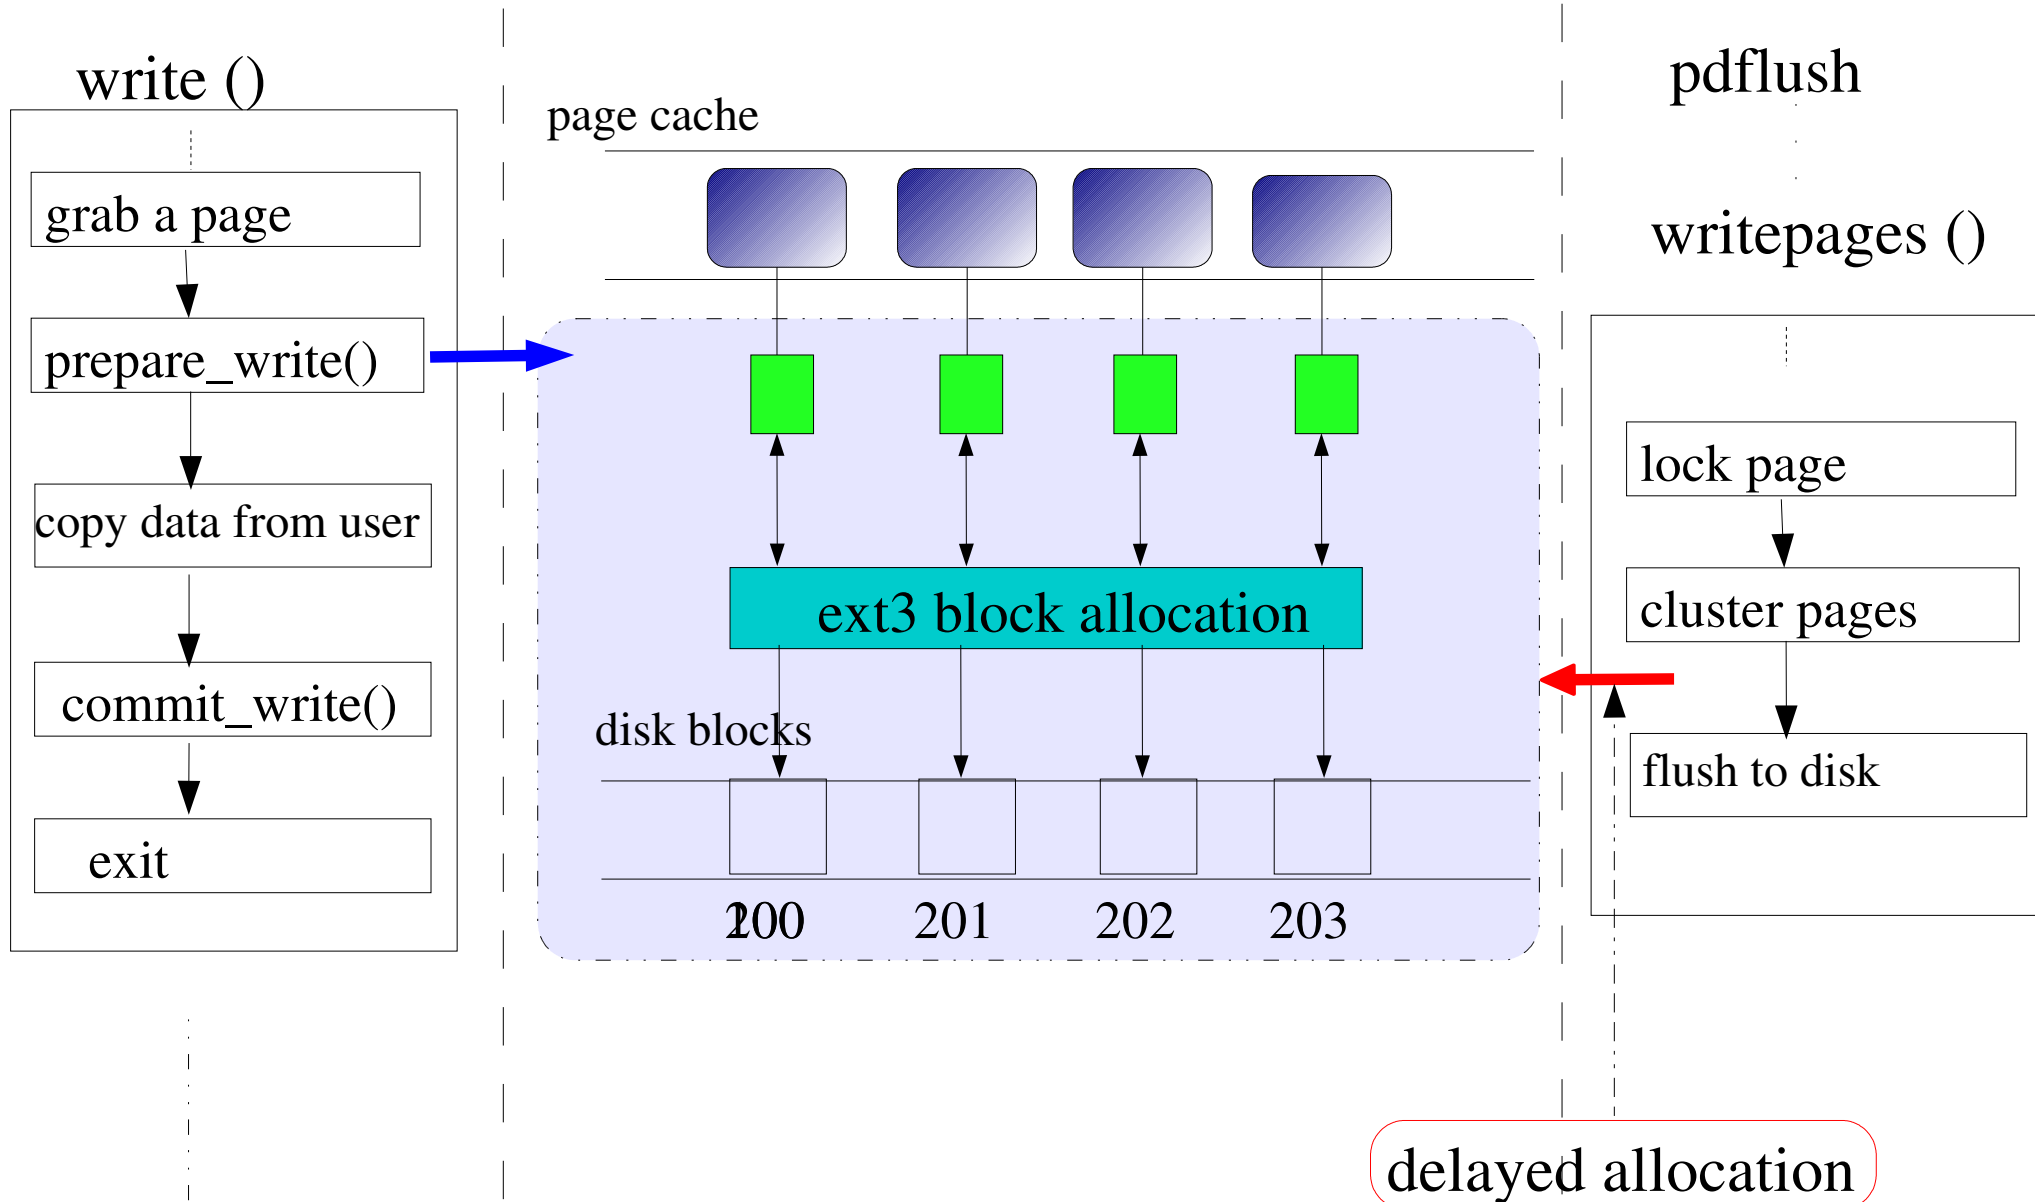 write ()
grab a page
prepare_write()
copy data from user
commit_write()
exit
page cache
ext3 block allocation
disk blocks
201
202
203
pdflush
writepages ()
lock page
cluster pages
flush to disk
delayed allocation